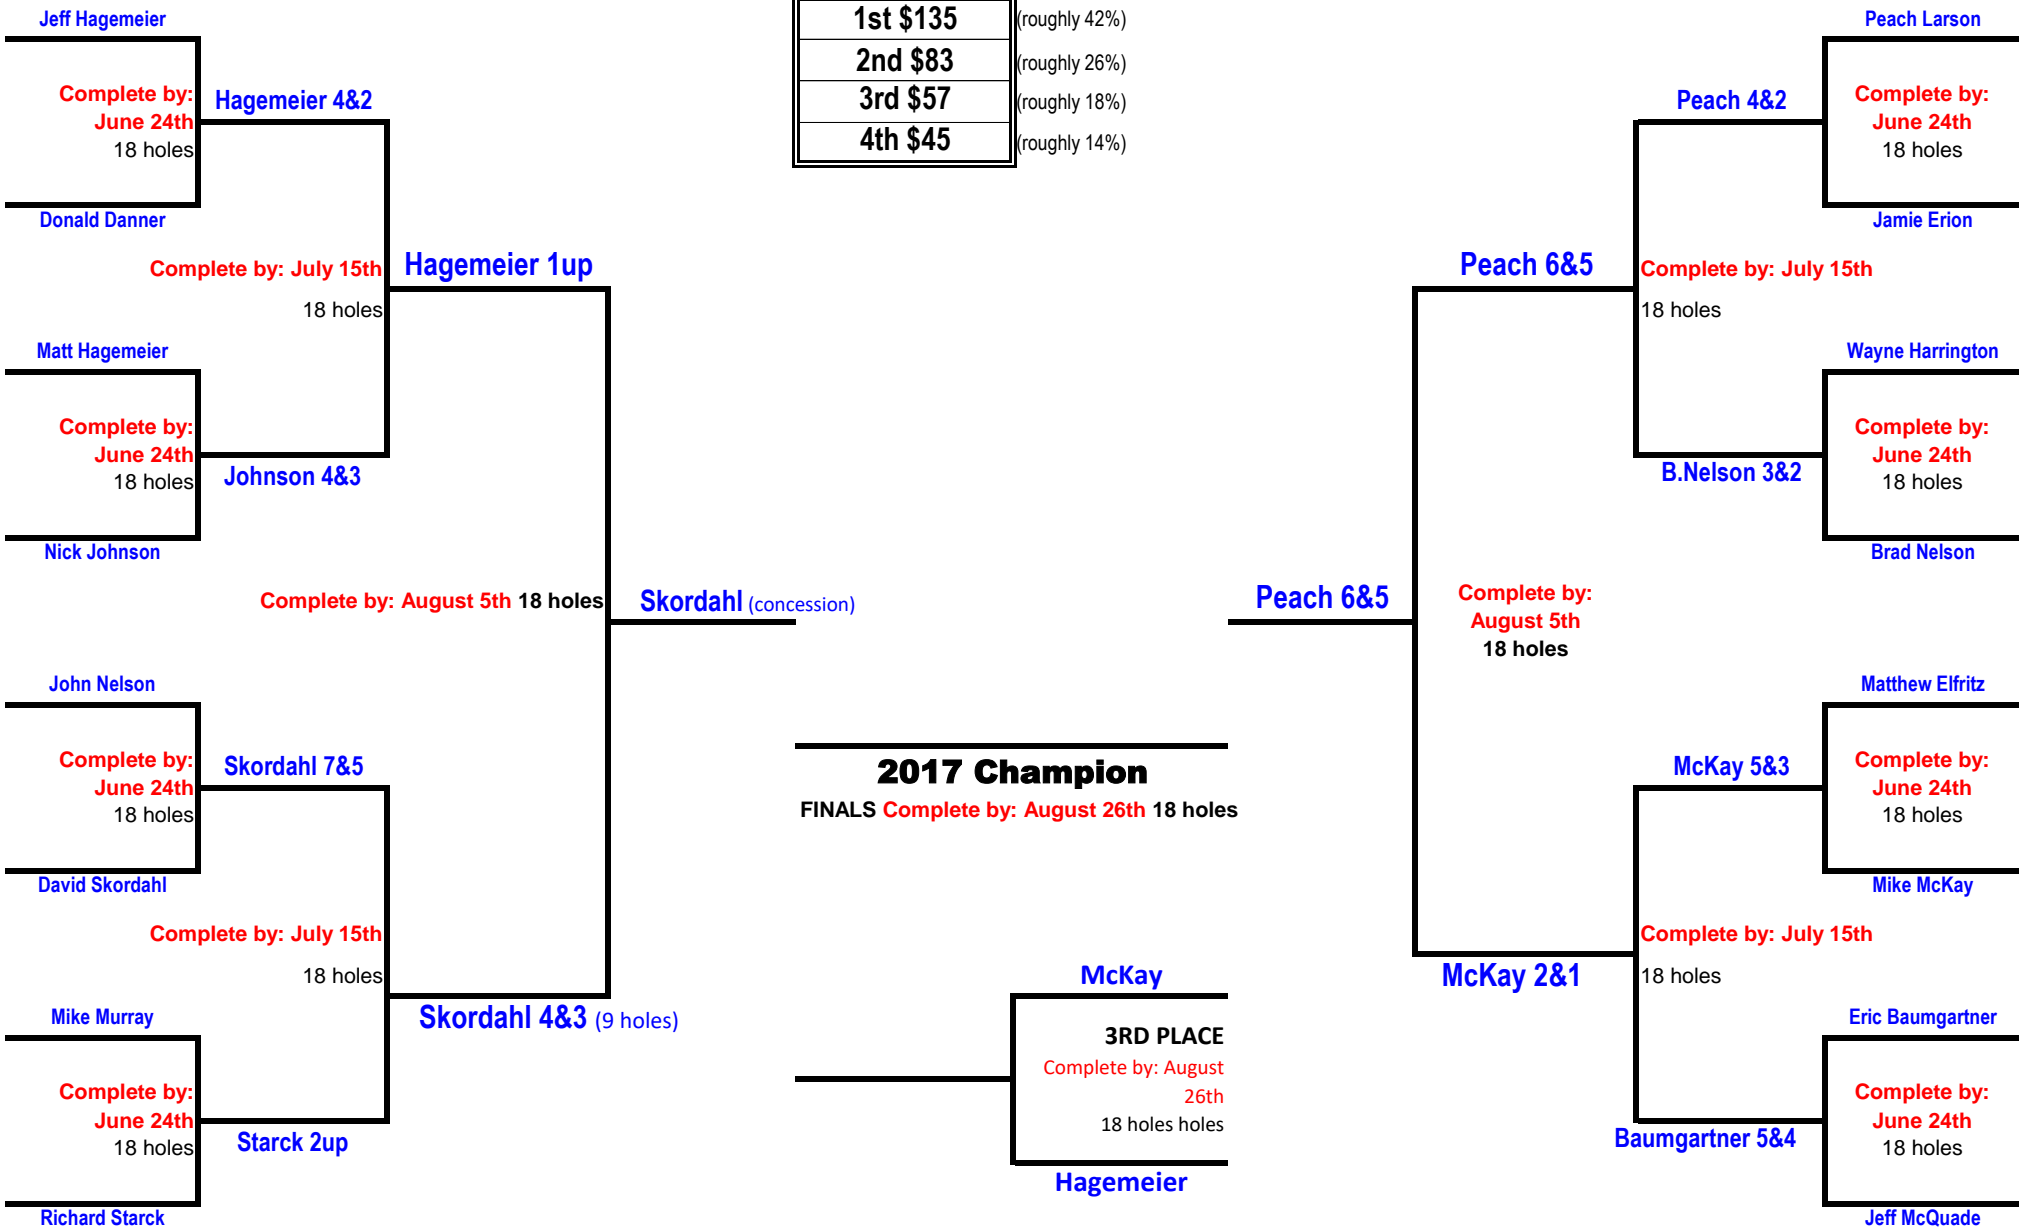 1st $135 (roughly 42%)
2nd $83 (roughly 26%)
3rd $57 (roughly 18%)
4th $45 (roughly 14%)
Jeff Hagemeier
Complete by:
June 24th
18 holes
Donald Danner
Hagemeier 4&2
Complete by: July 15th
18 holes
Hagemeier 1up
Matt Hagemeier
Complete by:
June 24th
18 holes
Nick Johnson
Johnson 4&3
Complete by: August 5th 18 holes
Skordahl (concession)
John Nelson
Complete by:
June 24th
18 holes
David Skordahl
Skordahl 7&5
Complete by: July 15th
18 holes
Skordahl 4&3 (9 holes)
Mike Murray
Complete by:
June 24th
18 holes
Richard Starck
Starck 2up
2017 Champion
FINALS Complete by: August 26th 18 holes
McKay
3RD PLACE
Complete by: August
26th
18 holes holes
Hagemeier
Peach Larson
Complete by:
June 24th
18 holes
Jamie Erion
Peach 4&2
Peach 6&5
Complete by: July 15th
18 holes
Wayne Harrington
Complete by:
June 24th
18 holes
Brad Nelson
B.Nelson 3&2
Peach 6&5
Complete by:
August 5th
18 holes
Matthew Elfritz
Complete by:
June 24th
18 holes
Mike McKay
McKay 5&3
McKay 2&1
Complete by: July 15th
18 holes
Eric Baumgartner
Complete by:
June 24th
18 holes
Jeff McQuade
Baumgartner 5&4